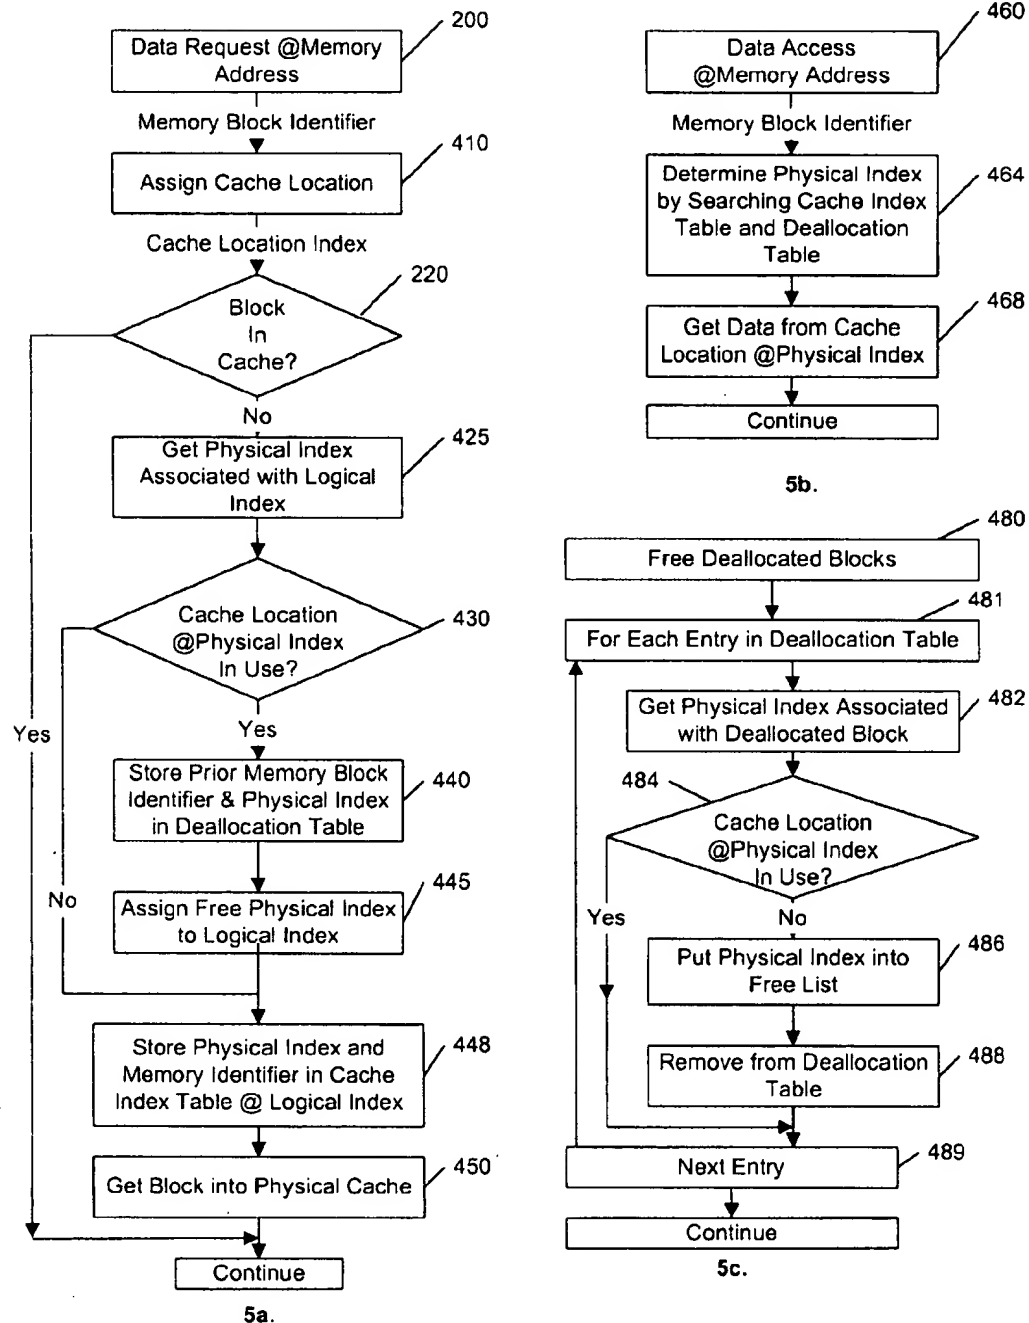 200
Data Request @Memory
Address
Memory Block Identifier
410
Assign Cache Location
Cache Location Index
220
Block
In
Cache?
No
425
Get Physical Index
Associated with Logical
Index
Cache Location
@Physical Index
In Use?
430
Yes
Yes
Store Prior Memory Block
Identifier & Physical Index
in Deallocation Table
440
445
No
Assign Free Physical Index
to Logical Index
Store Physical Index and
Memory Identifier in Cache
Index Table @ Logical Index
448
450
Get Block into Physical Cache
Continue
5a.
460
Data Access
@Memory Address
Memory Block Identifier
Determine Physical Index
by Searching Cache Index
Table and Deallocation
Table
464
468
Get Data from Cache
Location @Physical Index
Continue
5b.
480
Free Deallocated Blocks
481
For Each Entry in Deallocation Table
482
Get Physical Index Associated
with Deallocated Block
484
Cache Location
@Physical Index
In Use?
Yes
No
486
Put Physical Index into
Free List
488
Remove from Deallocation
Table
489
Next Entry
Continue
5c.